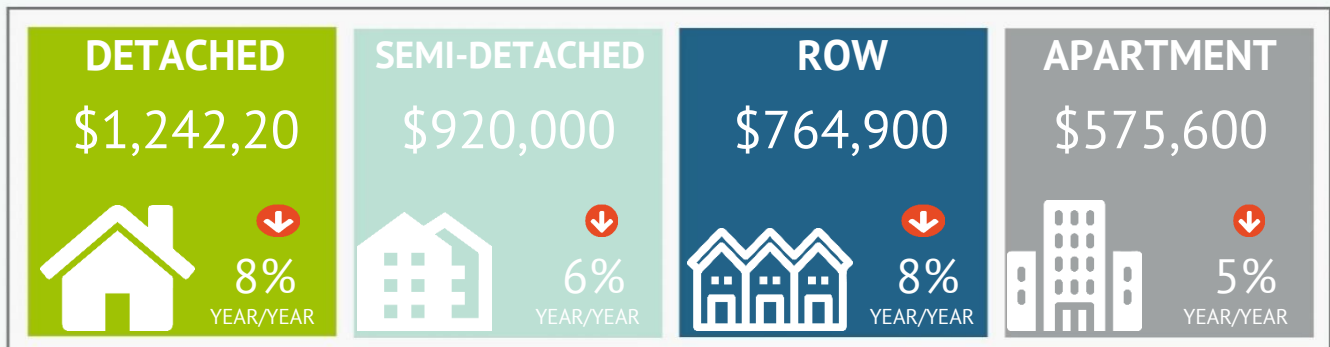 DETACHED
$1,242,20
8%
YEAR/YEAR
SEMI-DETACHED
$920,000
6%
YEAR/YEAR
ROW
$764,900
8%
YEAR/YEAR
APARTMENT
$575,600
5%
YEAR/YEAR